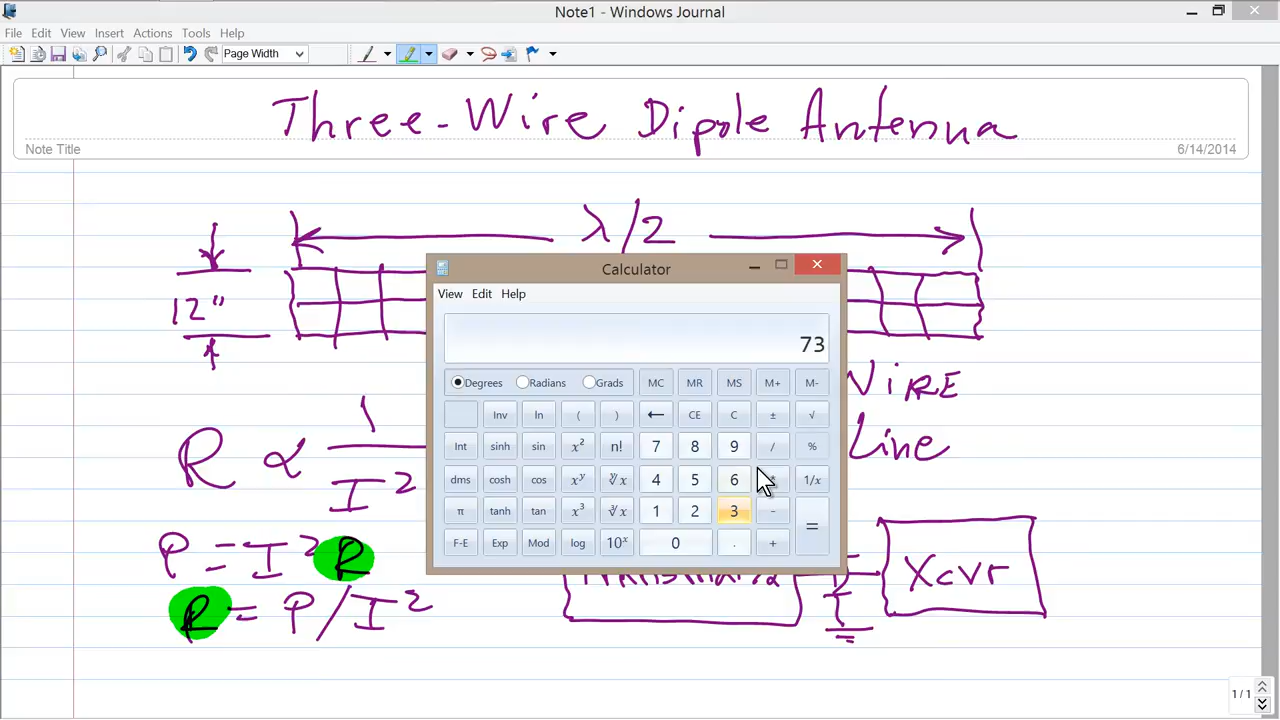 Note1 - Windows Journal
File Edit View Insert Actions Tools Help
Page Width
Three-Wire Dipole Antenna
Note Title
6/14/2014
λ/2
12"
Calculator
View Edit Help
73
Degrees Radians Grads MC MR MS M+ M-
Inv ln ( ) ← CE C ± √
Int sinh sin x² n! 7 8 9 / %
dms cosh cos xʸ ʸ√x 4 5 6 1/x
π tanh tan x³ ³√x 1 2 3 - =
F-E Exp Mod log 10ˣ 0 . +
WIRE
R ∝ 1/I²
Line
P = I²R
Xcvr
R = P/I²
1/1